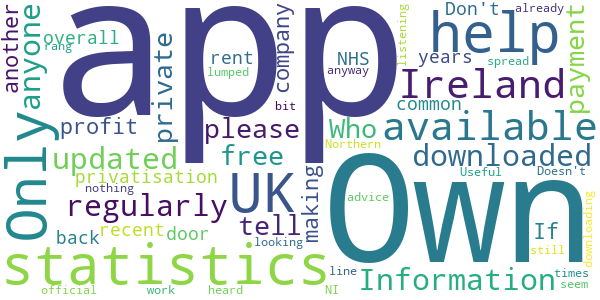 app
Own
help
Only
statistics
Ireland
UK
available
Information
updated
regularly
downloaded
please
tell
free
Who
private
profit
anyone
another
overall
rang
rent
lumped
company
NHS
anyway
bit
listening
Don't
already
years
spread
common
payment
privatisation
nothing
recent
door
back
looking
making
Northern
advice
If
Useful
Doesn't
still
downloading
line
times
seem
official
work
heard
NI